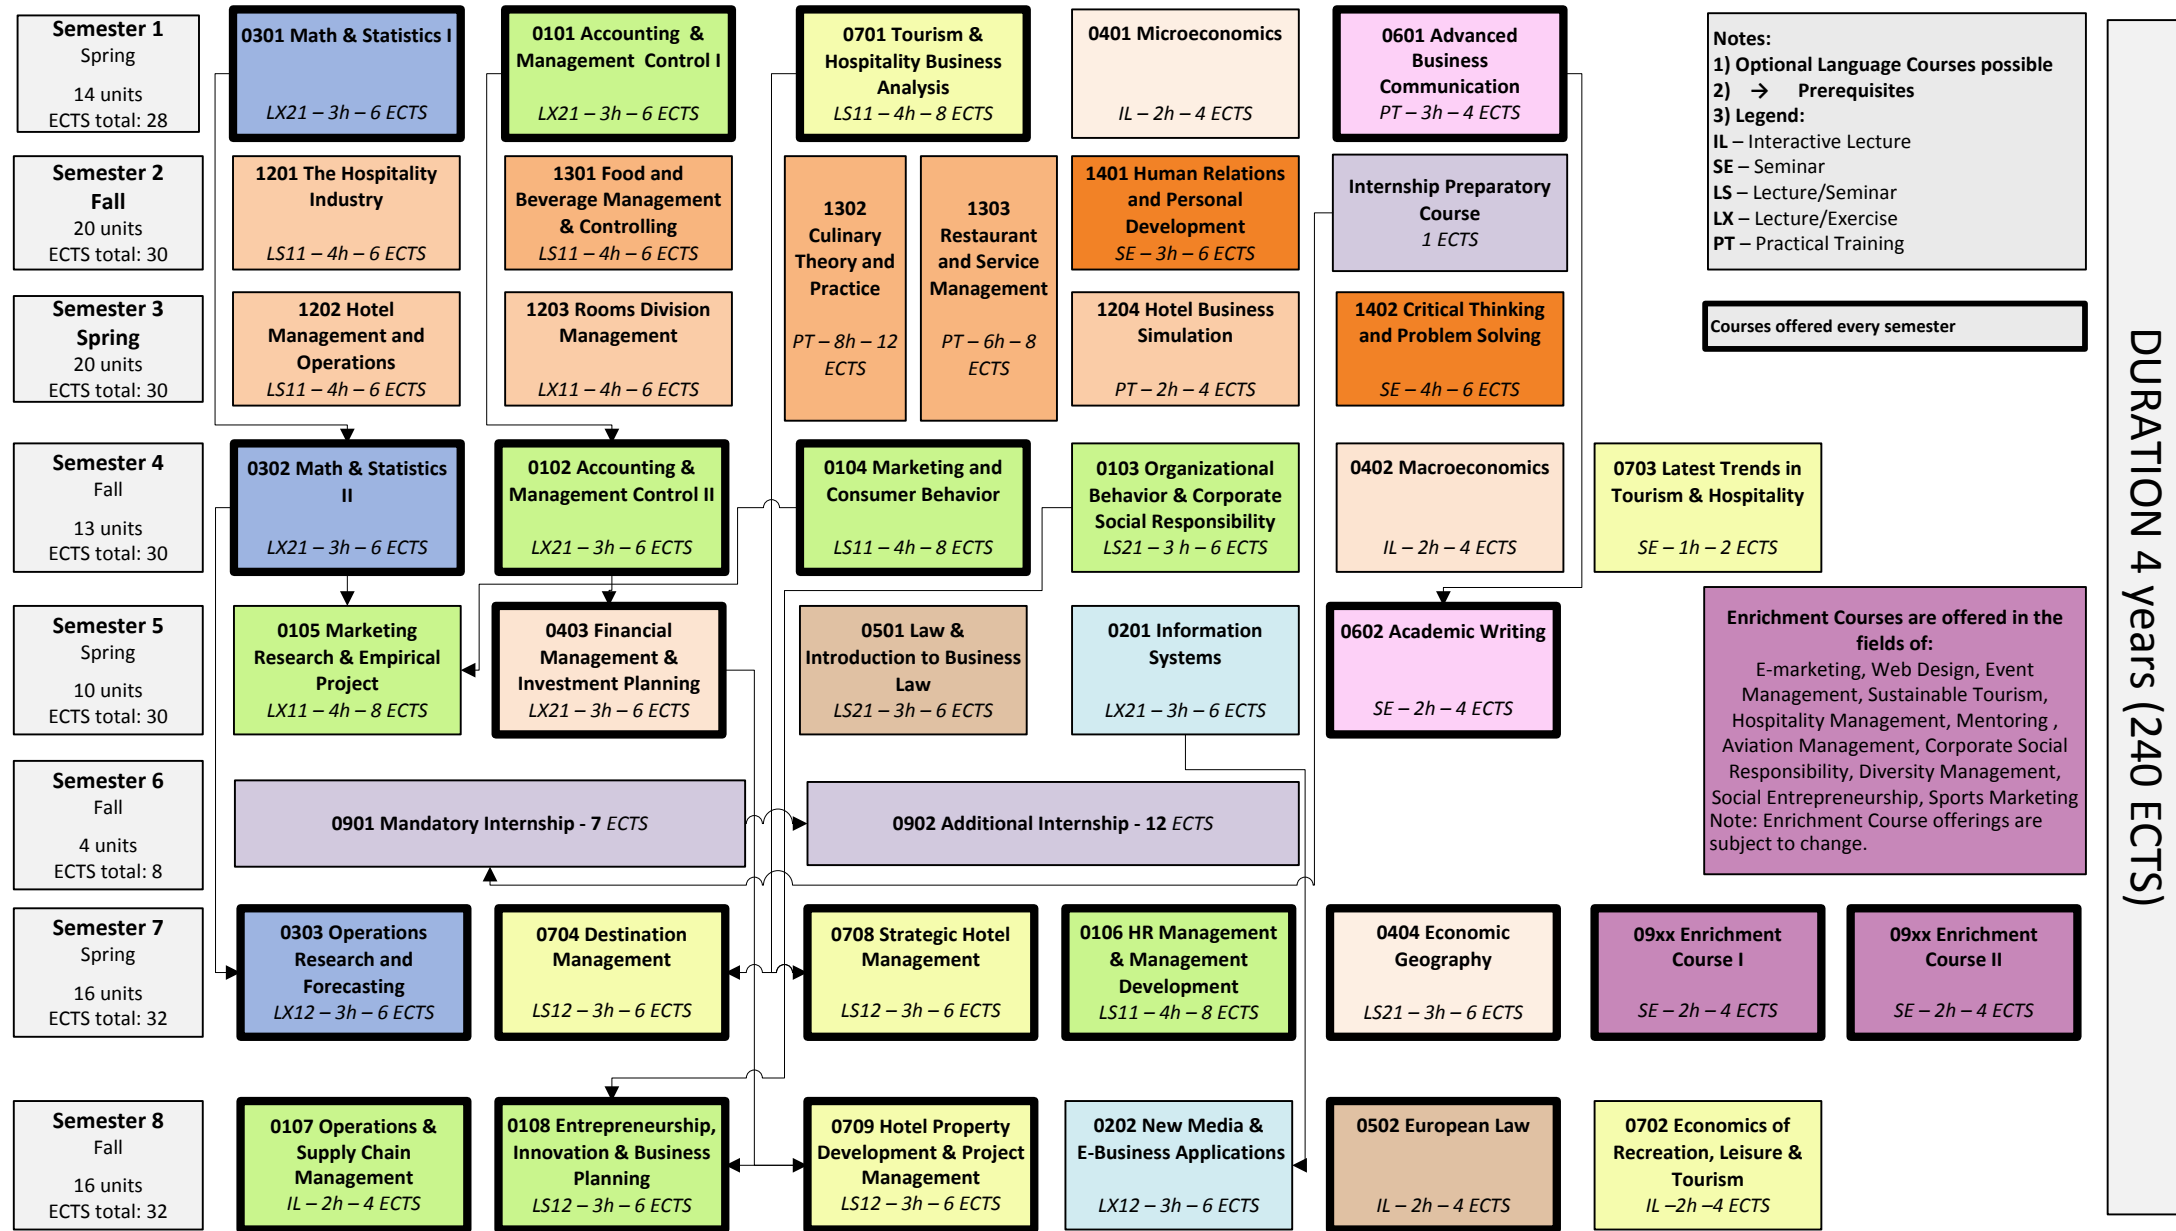 Semester 1
Spring
14 units
ECTS total: 28
0301 Math & Statistics I
LX21 – 3h – 6 ECTS
0101 Accounting &
Management Control I
LX21 – 3h – 6 ECTS
0701 Tourism &
Hospitality Business
Analysis
LS11 – 4h – 8 ECTS
0401 Microeconomics
IL – 2h – 4 ECTS
0601 Advanced
Business
Communication
PT – 3h – 4 ECTS
Notes:
1) Optional Language Courses possible
2) → Prerequisites
3) Legend:
IL – Interactive Lecture
SE – Seminar
LS – Lecture/Seminar
LX – Lecture/Exercise
PT – Practical Training
Courses offered every semester
DURATION 4 years (240 ECTS)
Semester 2
Fall
20 units
ECTS total: 30
1201 The Hospitality
Industry
LS11 – 4h – 6 ECTS
1301 Food and
Beverage Management
& Controlling
LS11 – 4h – 6 ECTS
1302
Culinary
Theory and
Practice
PT – 8h – 12
ECTS
1303
Restaurant
and Service
Management
PT – 6h – 8
ECTS
1401 Human Relations
and Personal
Development
SE – 3h – 6 ECTS
Internship Preparatory
Course
1 ECTS
Semester 3
Spring
20 units
ECTS total: 30
1202 Hotel
Management and
Operations
LS11 – 4h – 6 ECTS
1203 Rooms Division
Management
LX11 – 4h – 6 ECTS
1204 Hotel Business
Simulation
PT – 2h – 4 ECTS
1402 Critical Thinking
and Problem Solving
SE – 4h – 6 ECTS
Semester 4
Fall
13 units
ECTS total: 30
0302 Math & Statistics
II
LX21 – 3h – 6 ECTS
0102 Accounting &
Management Control II
LX21 – 3h – 6 ECTS
0104 Marketing and
Consumer Behavior
LS11 – 4h – 8 ECTS
0103 Organizational
Behavior & Corporate
Social Responsibility
LS21 – 3 h – 6 ECTS
0402 Macroeconomics
IL – 2h – 4 ECTS
0703 Latest Trends in
Tourism & Hospitality
SE – 1h – 2 ECTS
Semester 5
Spring
10 units
ECTS total: 30
0105 Marketing
Research & Empirical
Project
LX11 – 4h – 8 ECTS
0403 Financial
Management &
Investment Planning
LX21 – 3h – 6 ECTS
0501 Law &
Introduction to Business
Law
LS21 – 3h – 6 ECTS
0201 Information
Systems
LX21 – 3h – 6 ECTS
0602 Academic Writing
SE – 2h – 4 ECTS
Enrichment Courses are offered in the
fields of:
E-marketing, Web Design, Event
Management, Sustainable Tourism,
Hospitality Management, Mentoring ,
Aviation Management, Corporate Social
Responsibility, Diversity Management,
Social Entrepreneurship, Sports Marketing
Note: Enrichment Course offerings are
subject to change.
Semester 6
Fall
4 units
ECTS total: 8
0901 Mandatory Internship - 7 ECTS
0902 Additional Internship - 12 ECTS
Semester 7
Spring
16 units
ECTS total: 32
0303 Operations
Research and
Forecasting
LX12 – 3h – 6 ECTS
0704 Destination
Management
LS12 – 3h – 6 ECTS
0708 Strategic Hotel
Management
LS12 – 3h – 6 ECTS
0106 HR Management
& Management
Development
LS11 – 4h – 8 ECTS
0404 Economic
Geography
LS21 – 3h – 6 ECTS
09xx Enrichment
Course I
SE – 2h – 4 ECTS
09xx Enrichment
Course II
SE – 2h – 4 ECTS
Semester 8
Fall
16 units
ECTS total: 32
0107 Operations &
Supply Chain
Management
IL – 2h – 4 ECTS
0108 Entrepreneurship,
Innovation & Business
Planning
LS12 – 3h – 6 ECTS
0709 Hotel Property
Development & Project
Management
LS12 – 3h – 6 ECTS
0202 New Media &
E-Business Applications
LX12 – 3h – 6 ECTS
0502 European Law
IL – 2h – 4 ECTS
0702 Economics of
Recreation, Leisure &
Tourism
IL –2h –4 ECTS